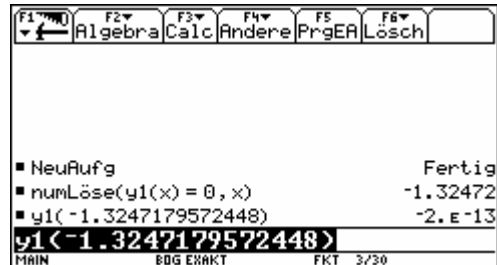 F1▼ F2▼ F3▼ F4▼ F5 F6▼
Algebra Calc Andere PrgEA Lösch
▪ NeuAufg Fertig
▪ numLöse(y1(x) = 0, x) ⁻1.32472
▪ y1(⁻1.3247179572448) ⁻2.ᴇ⁻13
y1(⁻1.3247179572448)
MAIN BOG EXAKT FKT 3/30